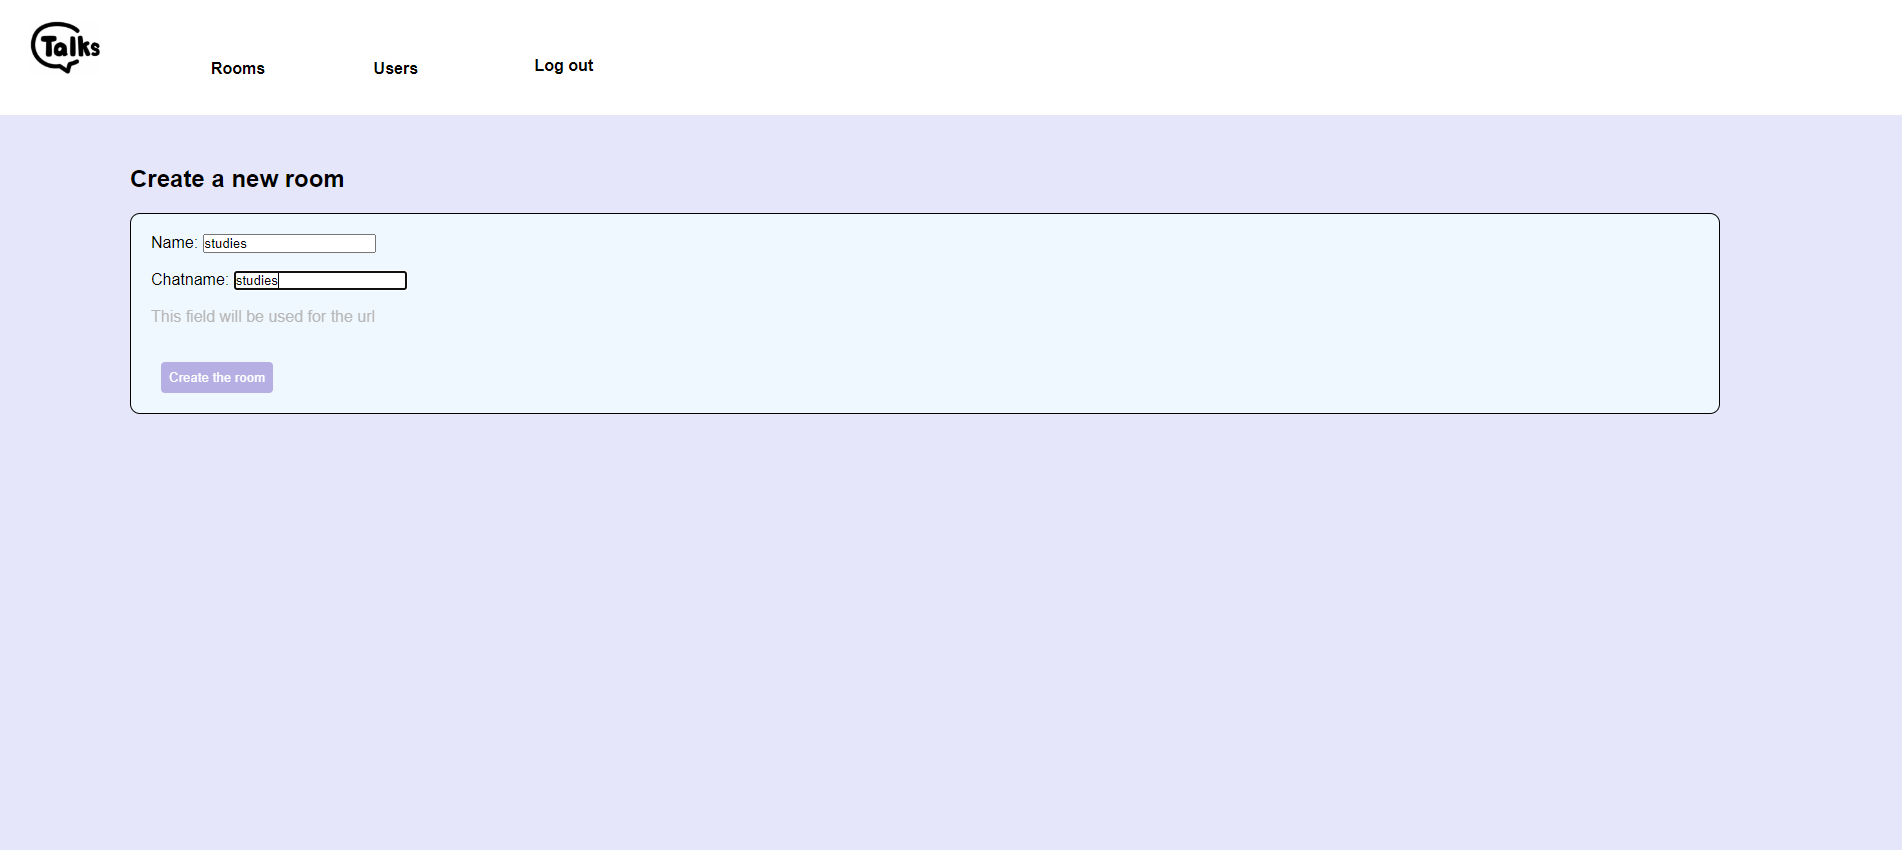 Talks
Rooms Users Log out
Create a new room
Name: studies
Chatname: studies
This field will be used for the url
Create the room